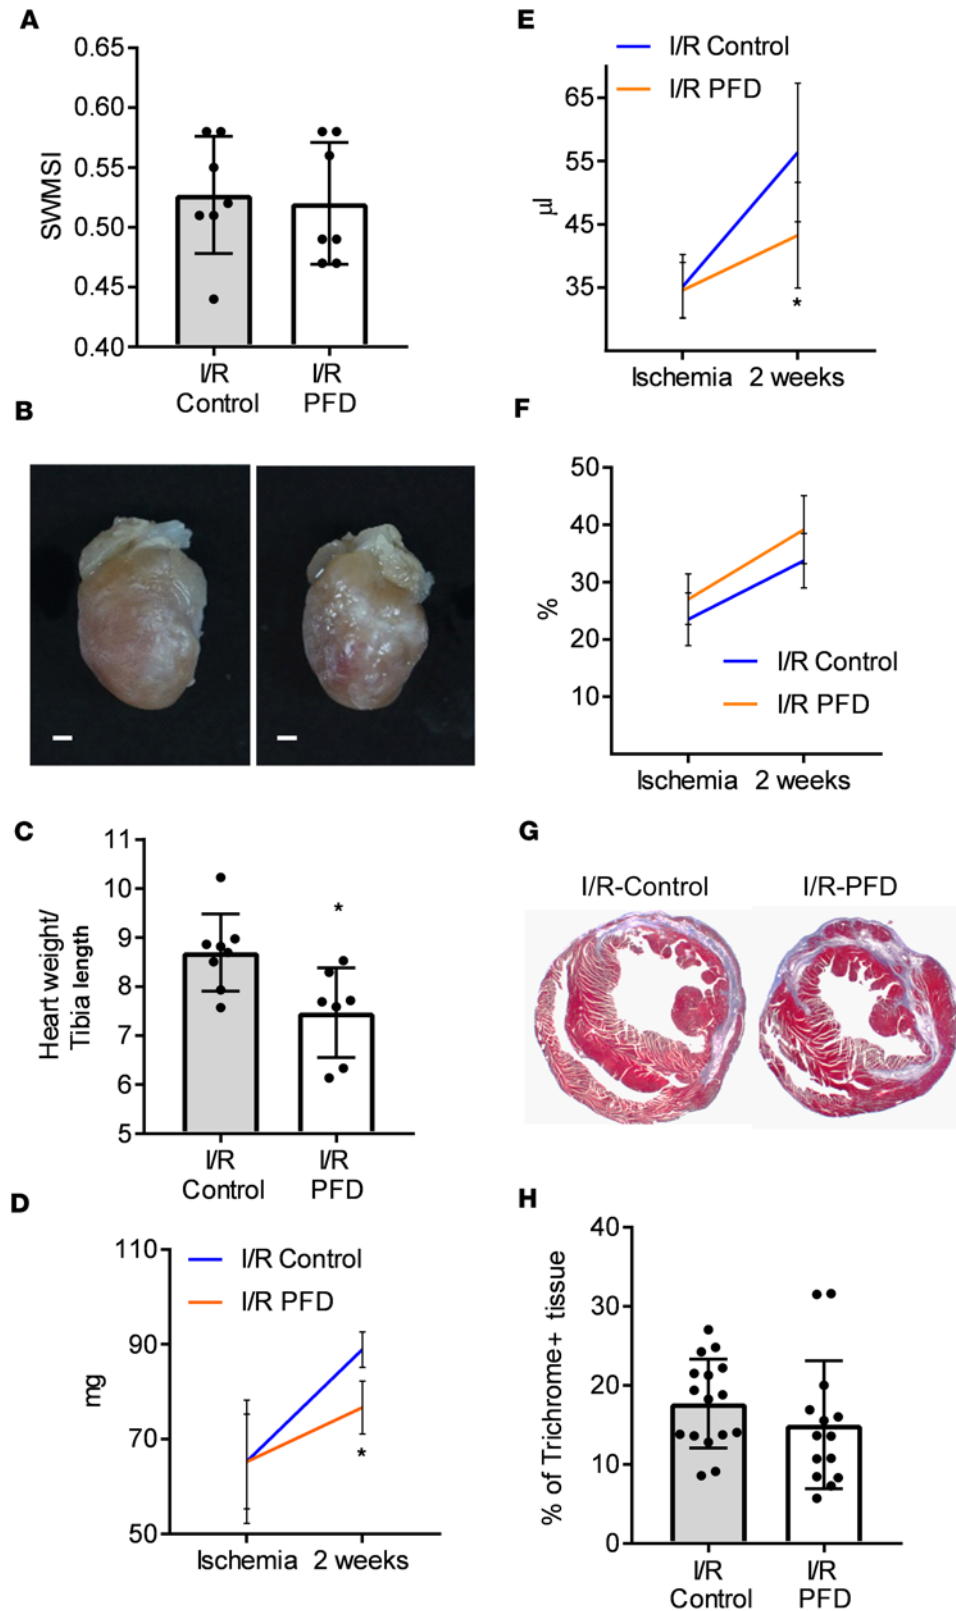 A
SWMSI
0.65
0.60
0.55
0.50
0.45
0.40
I/R
Control
I/R
PFD
B
C
Heart weight/
Tibia length
11
10
9
8
7
6
5
*
I/R
Control
I/R
PFD
D
mg
110
90
70
50
I/R Control
I/R PFD
*
Ischemia
2 weeks
E
I/R Control
I/R PFD
µl
65
55
45
35
*
Ischemia
2 weeks
F
%
50
40
30
20
10
I/R Control
I/R PFD
Ischemia
2 weeks
G
I/R-Control
I/R-PFD
H
% of Trichrome+ tissue
40
30
20
10
0
I/R
Control
I/R
PFD